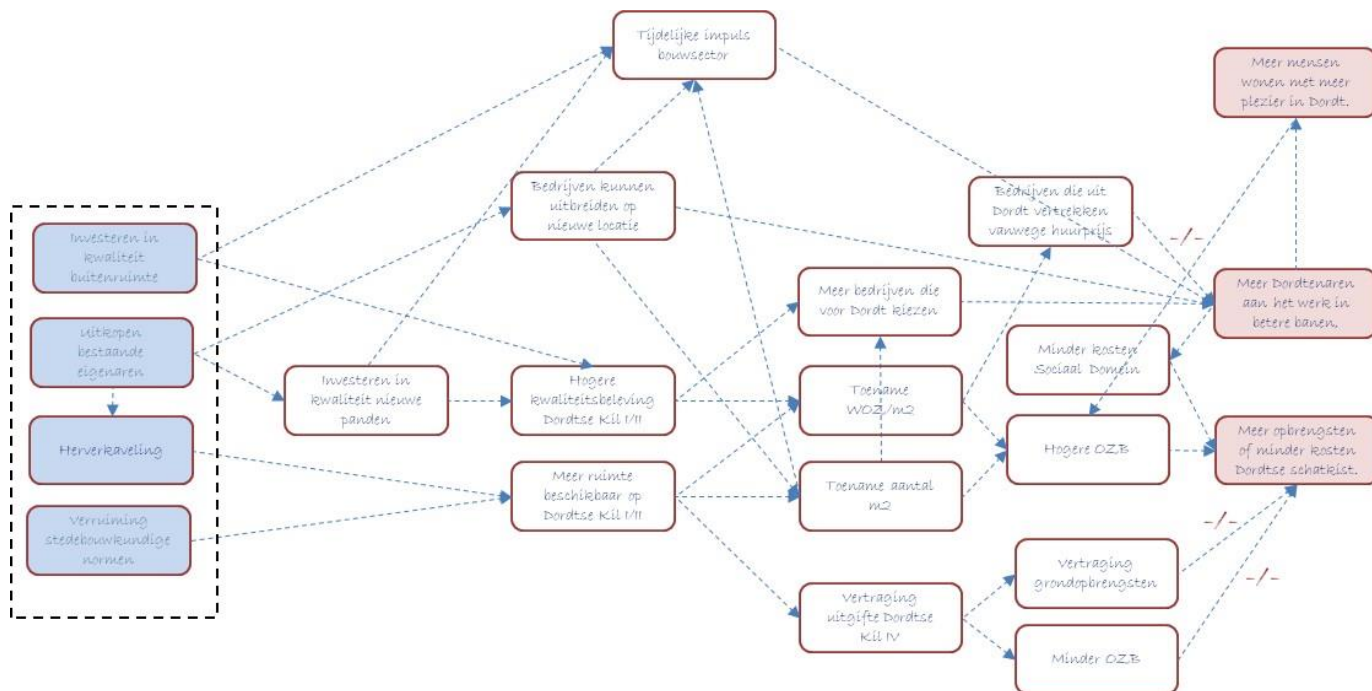 Tijdelijke impuls
bouwsector
Meer mensen
wonen met meer
plezier in Dordt.
Bedrijven kunnen
uitbreiden op
nieuwe locatie
Bedrijven die uit
Dordt vertrekken
vanwege huurprijs
-/-
Investeren in
kwaliteit
buitenruimte
Meer bedrijven die
voor Dordt kiezen
Meer Dordtenaren
aan het werk in
betere banen.
uitkopen
bestaande
eigenaren
Minder kosten
Sociaal Domein
Investeren in
kwaliteit nieuwe
panden
Hogere
kwaliteitsbeleving
Dordtse Kil I/II
Toename
WOZ/m2
Herverkaveling
Hogere OZB
Meer opbrengsten
of minder kosten
Dordtse schatkist.
Meer ruimte
beschikbaar op
Dordtse Kil I/II
Toename aantal
m2
Verruiming
stedebouwkundige
normen
-/-
-/-
Vertraging
grondopbrengsten
Vertraging
uitgifte Dordtse
Kil IV
Minder OZB